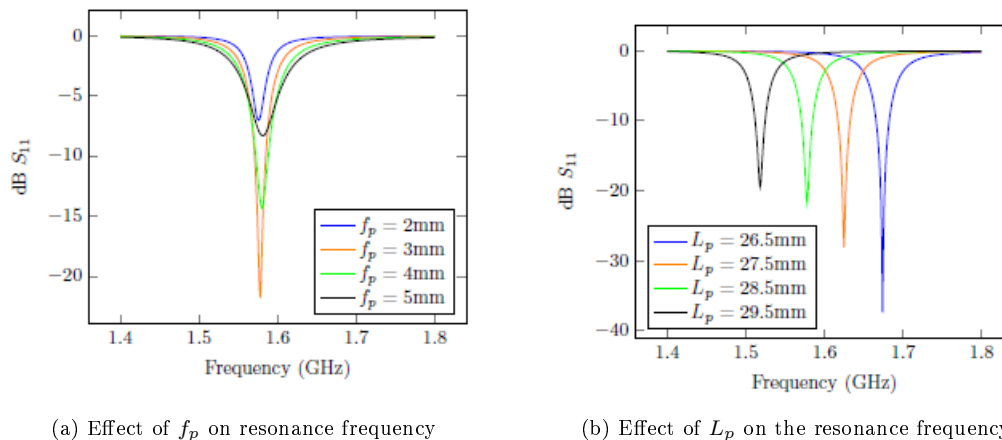 0
−5
−10
−15
−20
dB S₁₁
1.4 1.5 1.6 1.7 1.8
Frequency (GHz)
fₚ = 2mm
fₚ = 3mm
fₚ = 4mm
fₚ = 5mm
(a) Effect of fₚ on resonance frequency
0
−10
−20
−30
−40
dB S₁₁
1.4 1.5 1.6 1.7 1.8
Frequency (GHz)
Lₚ = 26.5mm
Lₚ = 27.5mm
Lₚ = 28.5mm
Lₚ = 29.5mm
(b) Effect of Lₚ on the resonance frequency